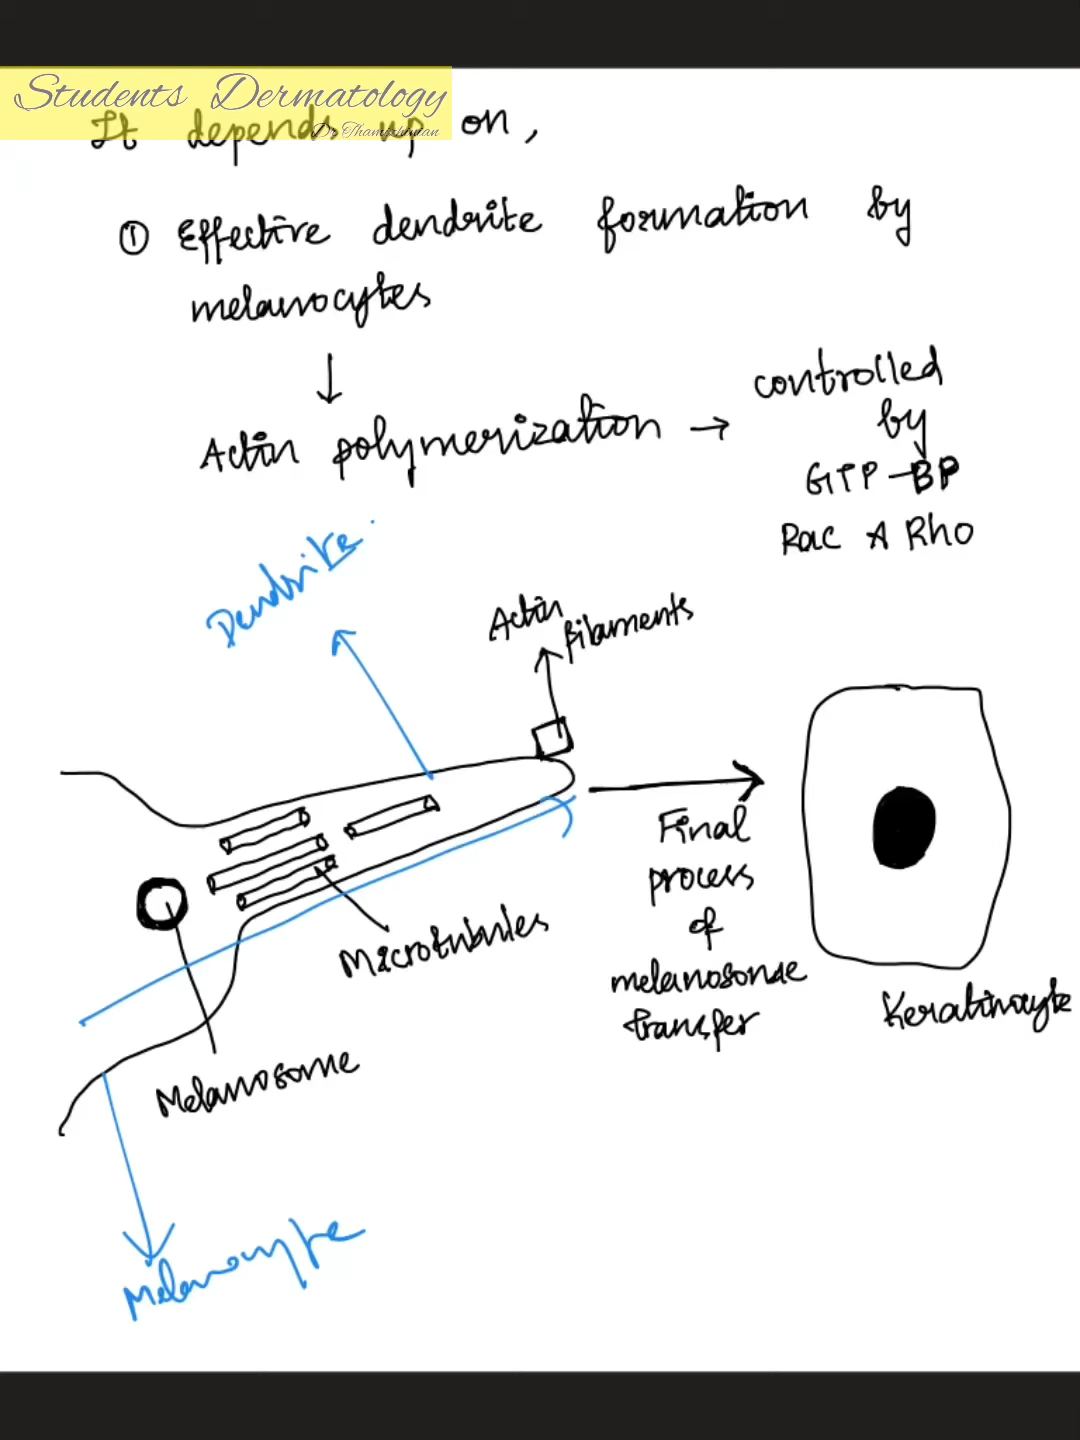 Students Dermatology
It depends up on,
① Effective dendrite formation by
melanocytes
↓
Actin polymerization → controlled
by
GTP-BP
Rac & Rho
Dendrite
Actin
filaments
Final
process
of
melanosome
transfer
Microtubules
Keratinocyte
Melanosome
Melanocyte